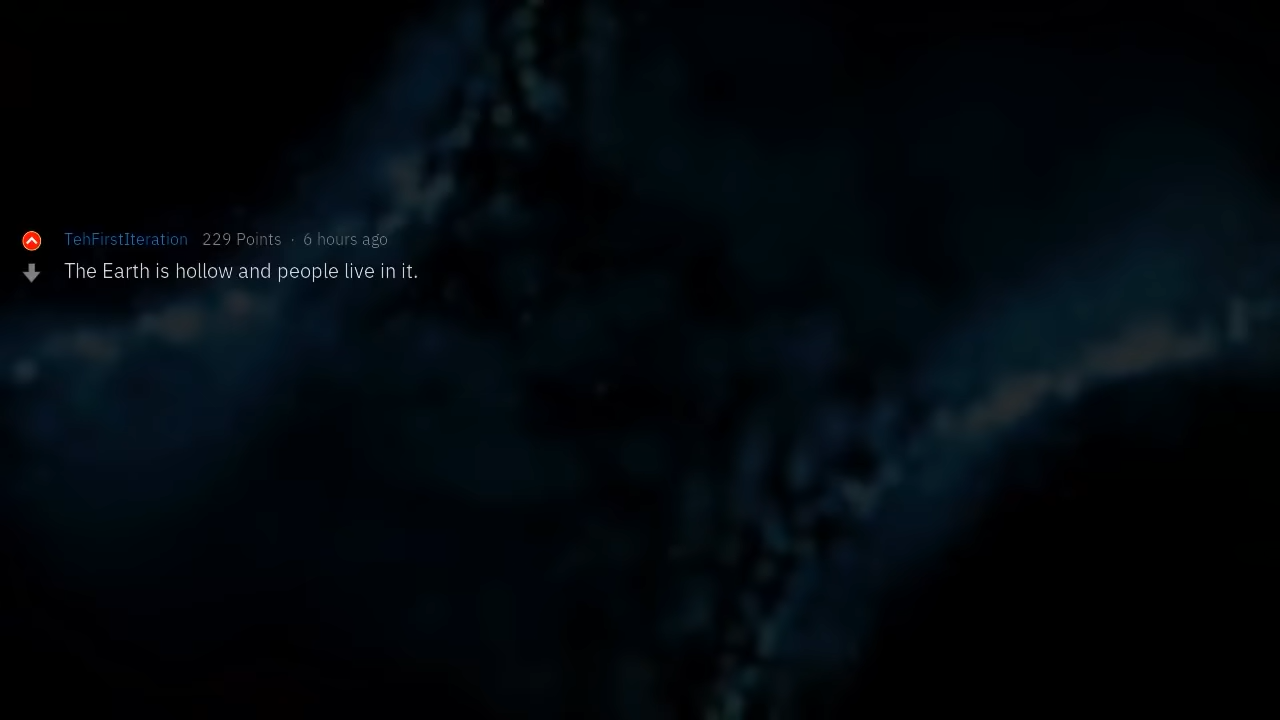 TehFirstIteration 229 Points · 6 hours ago
The Earth is hollow and people live in it.